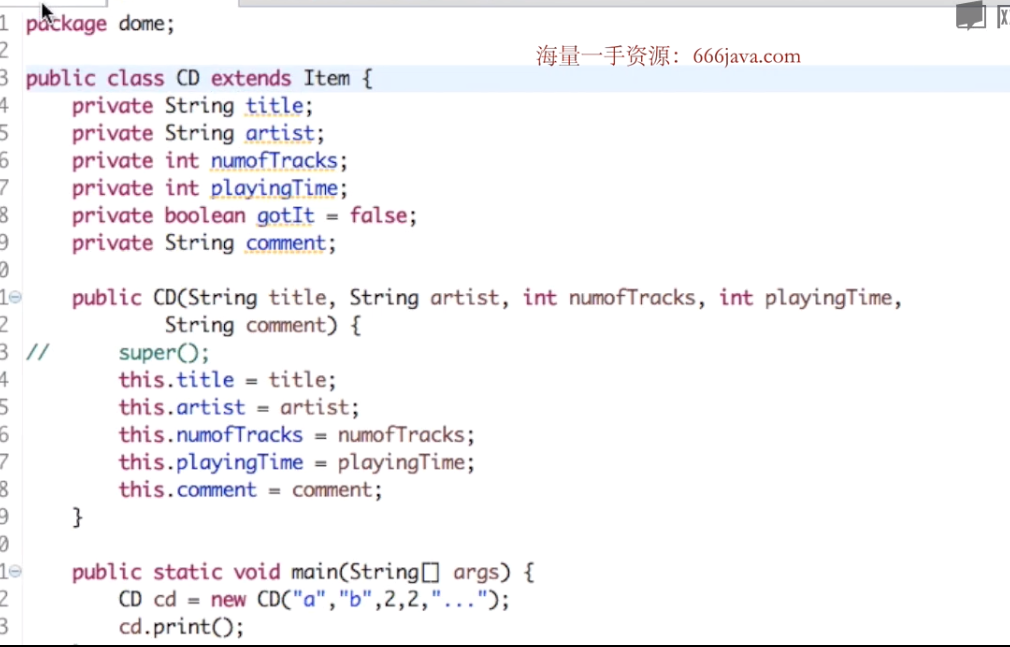 1 package dome;
海量一手资源：666java.com
2
3 public class CD extends Item {
4 private String title;
5 private String artist;
6 private int numofTracks;
7 private int playingTime;
8 private boolean gotIt = false;
9 private String comment;
0
1 public CD(String title, String artist, int numofTracks, int playingTime,
2 String comment) {
3 // super();
4 this.title = title;
5 this.artist = artist;
6 this.numofTracks = numofTracks;
7 this.playingTime = playingTime;
8 this.comment = comment;
9 }
0
1 public static void main(String[] args) {
2 CD cd = new CD("a","b",2,2,"...");
3 cd.print();